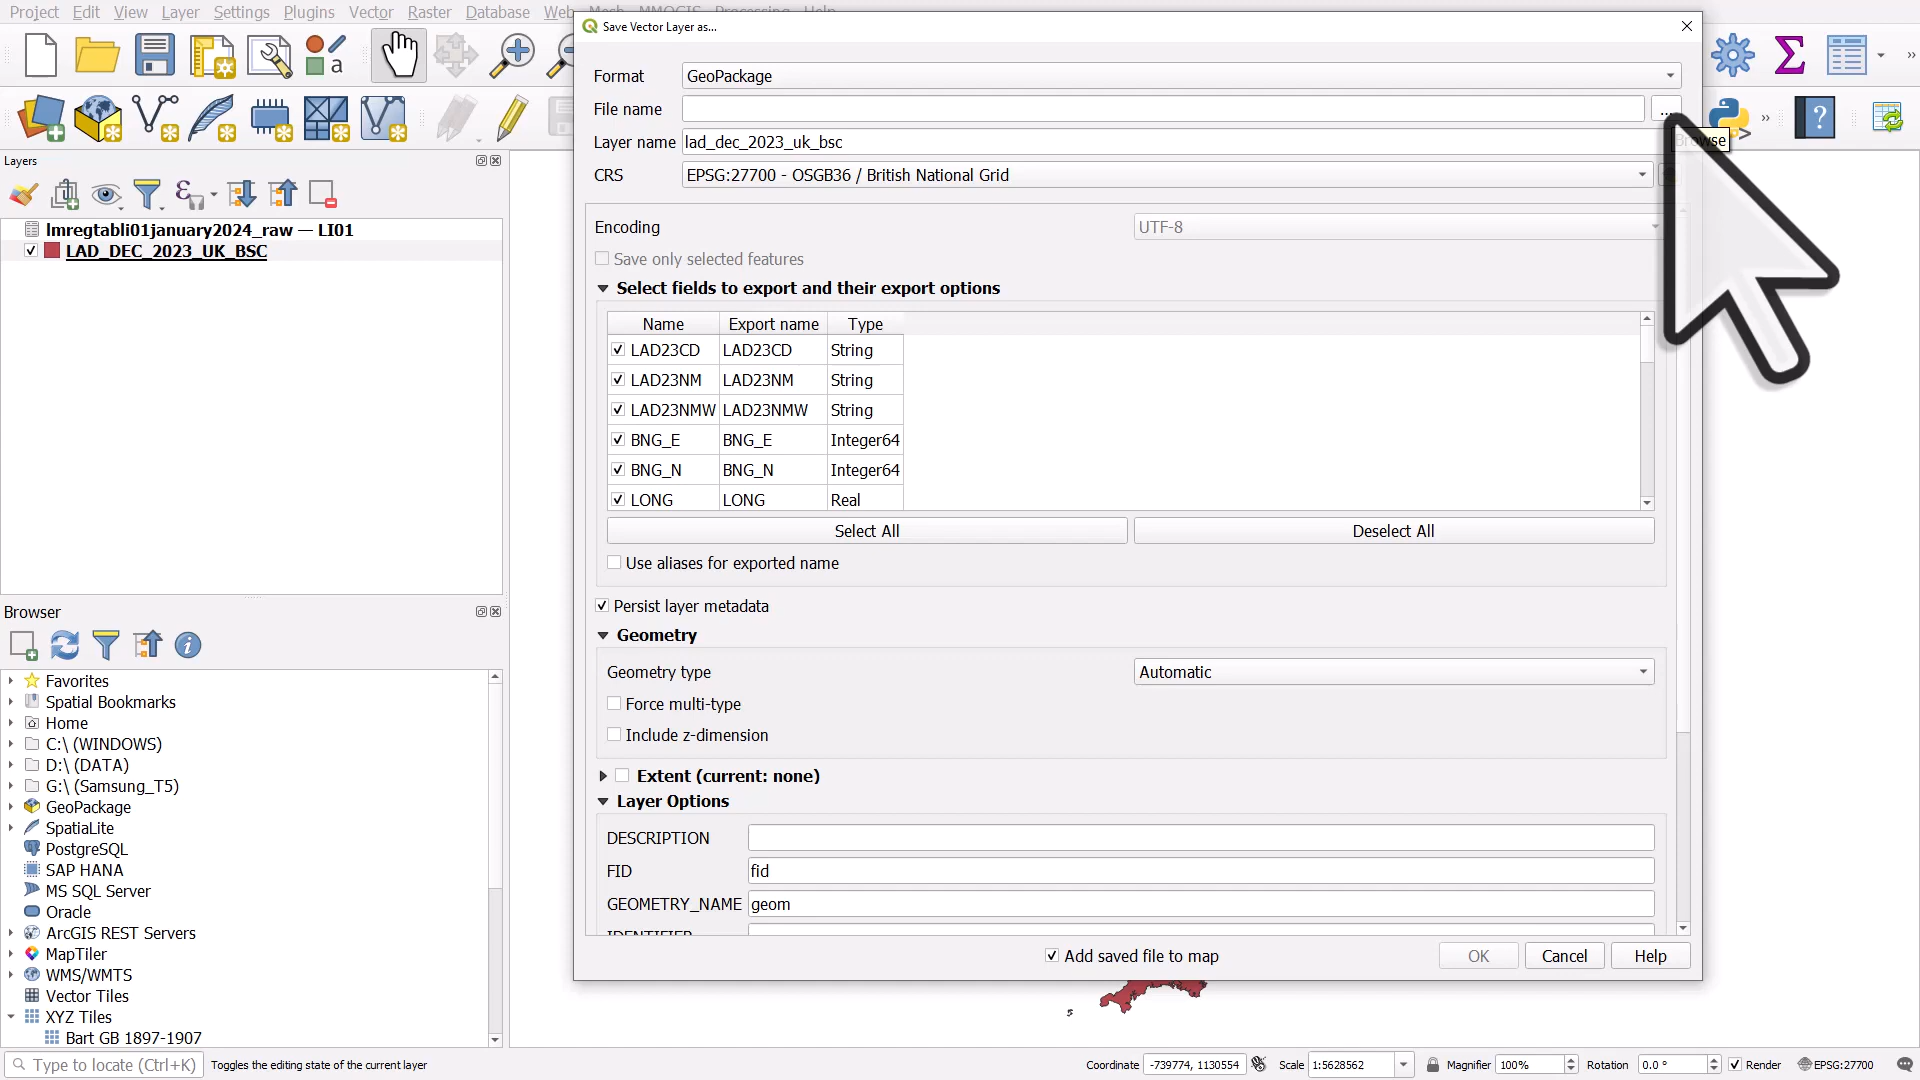 Project Edit View Layer Settings Plugins Vector Raster Database
Save Vector Layer as...
Format GeoPackage
File name
...
Browse
Layer name lad_dec_2023_uk_bsc
CRS EPSG:27700 - OSGB36 / British National Grid
Layers
lmregtabli01january2024_raw — LI01
LAD_DEC_2023_UK_BSC
Encoding UTF-8
Save only selected features
Select fields to export and their export options
Name Export name Type
LAD23CD LAD23CD String
LAD23NM LAD23NM String
LAD23NMW LAD23NMW String
BNG_E BNG_E Integer64
BNG_N BNG_N Integer64
LONG LONG Real
Select All Deselect All
Use aliases for exported name
Persist layer metadata
Geometry
Geometry type Automatic
Force multi-type
Include z-dimension
Extent (current: none)
Layer Options
DESCRIPTION
FID fid
GEOMETRY_NAME geom
IDENTIFIER
Add saved file to map
OK Cancel Help
Browser
Favorites
Spatial Bookmarks
Home
C:\ (WINDOWS)
D:\ (DATA)
G:\ (Samsung_T5)
GeoPackage
SpatiaLite
PostgreSQL
SAP HANA
MS SQL Server
Oracle
ArcGIS REST Servers
MapTiler
WMS/WMTS
Vector Tiles
XYZ Tiles
Bart GB 1897-1907
Type to locate (Ctrl+K) Toggles the editing state of the current layer Coordinate -739774, 1130554 Scale 1:5628562 Magnifier 100% Rotation 0.0 ° Render EPSG:27700